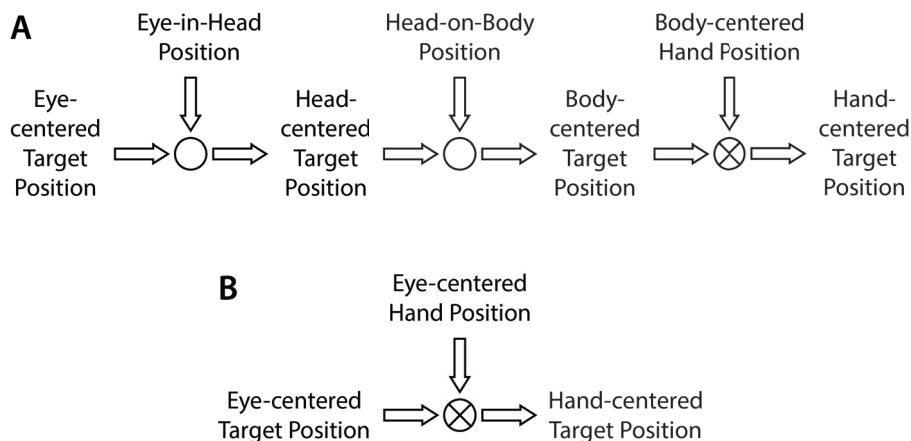 A
Eye-in-Head
Position
Head-on-Body
Position
Body-centered
Hand Position
Eye-
centered
Target
Position
Head-
centered
Target
Position
Body-
centered
Target
Position
Hand-
centered
Target
Position
B
Eye-centered
Hand Position
Eye-centered
Target Position
Hand-centered
Target Position